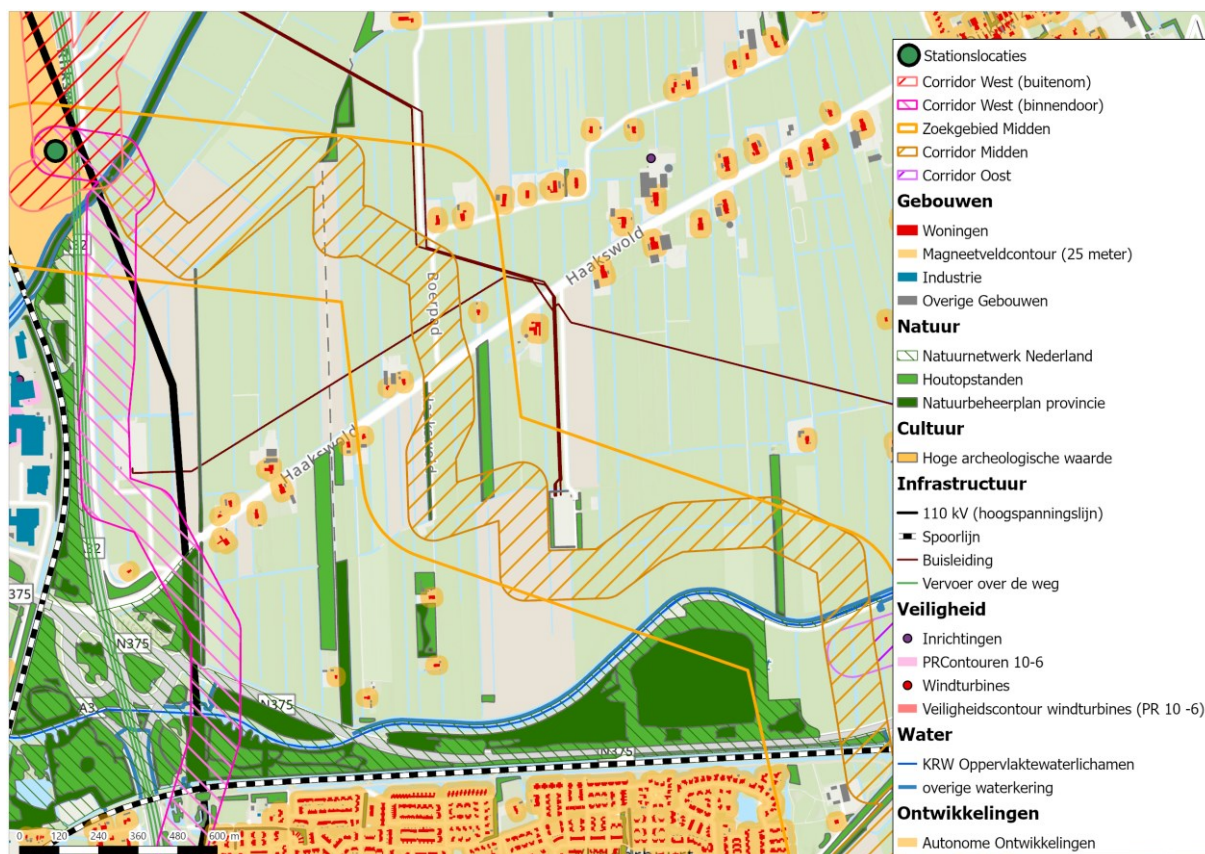 Stationslocaties
Corridor West (buitenom)
Corridor West (binnendoor)
Zoekgebied Midden
Corridor Midden
Corridor Oost
Gebouwen
Woningen
Magneetveldcontour (25 meter)
Industrie
Overige Gebouwen
Natuur
Natuurnetwerk Nederland
Houtopstanden
Natuurbeheerplan provincie
Cultuur
Hoge archeologische waarde
Infrastructuur
110 kV (hoogspanningslijn)
Spoorlijn
Buisleiding
Vervoer over de weg
Veiligheid
Inrichtingen
PRContouren 10-6
Windturbines
Veiligheidscontour windturbines (PR 10 -6)
Water
KRW Oppervlaktewaterlichamen
overige waterkering
Ontwikkelingen
Autonome Ontwikkelingen
Haakswold
Boerpad
Haakswold
Haakswold
A32
375
N375
A3
N375
N375
0 120 240 360 480 600 m